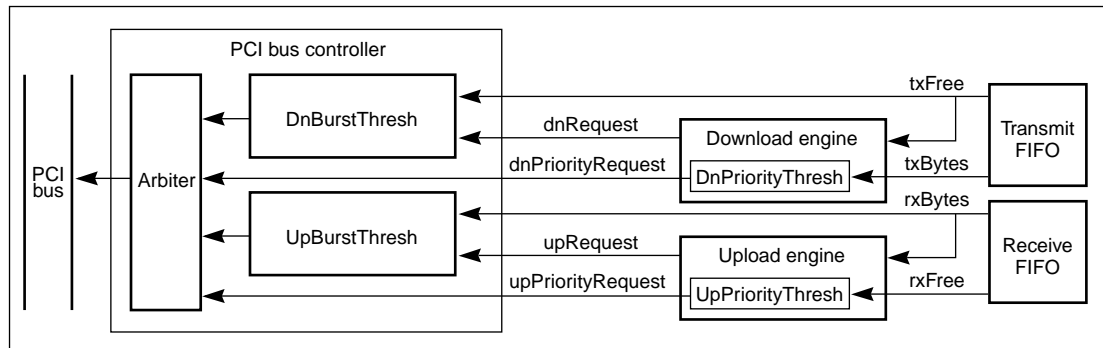 PCI bus controller
txFree
DnBurstThresh
dnRequest
Download engine
Transmit
FIFO
dnPriorityRequest
DnPriorityThresh
txBytes
PCI
bus
Arbiter
rxBytes
UpBurstThresh
upRequest
Upload engine
Receive
FIFO
upPriorityRequest
UpPriorityThresh
rxFree